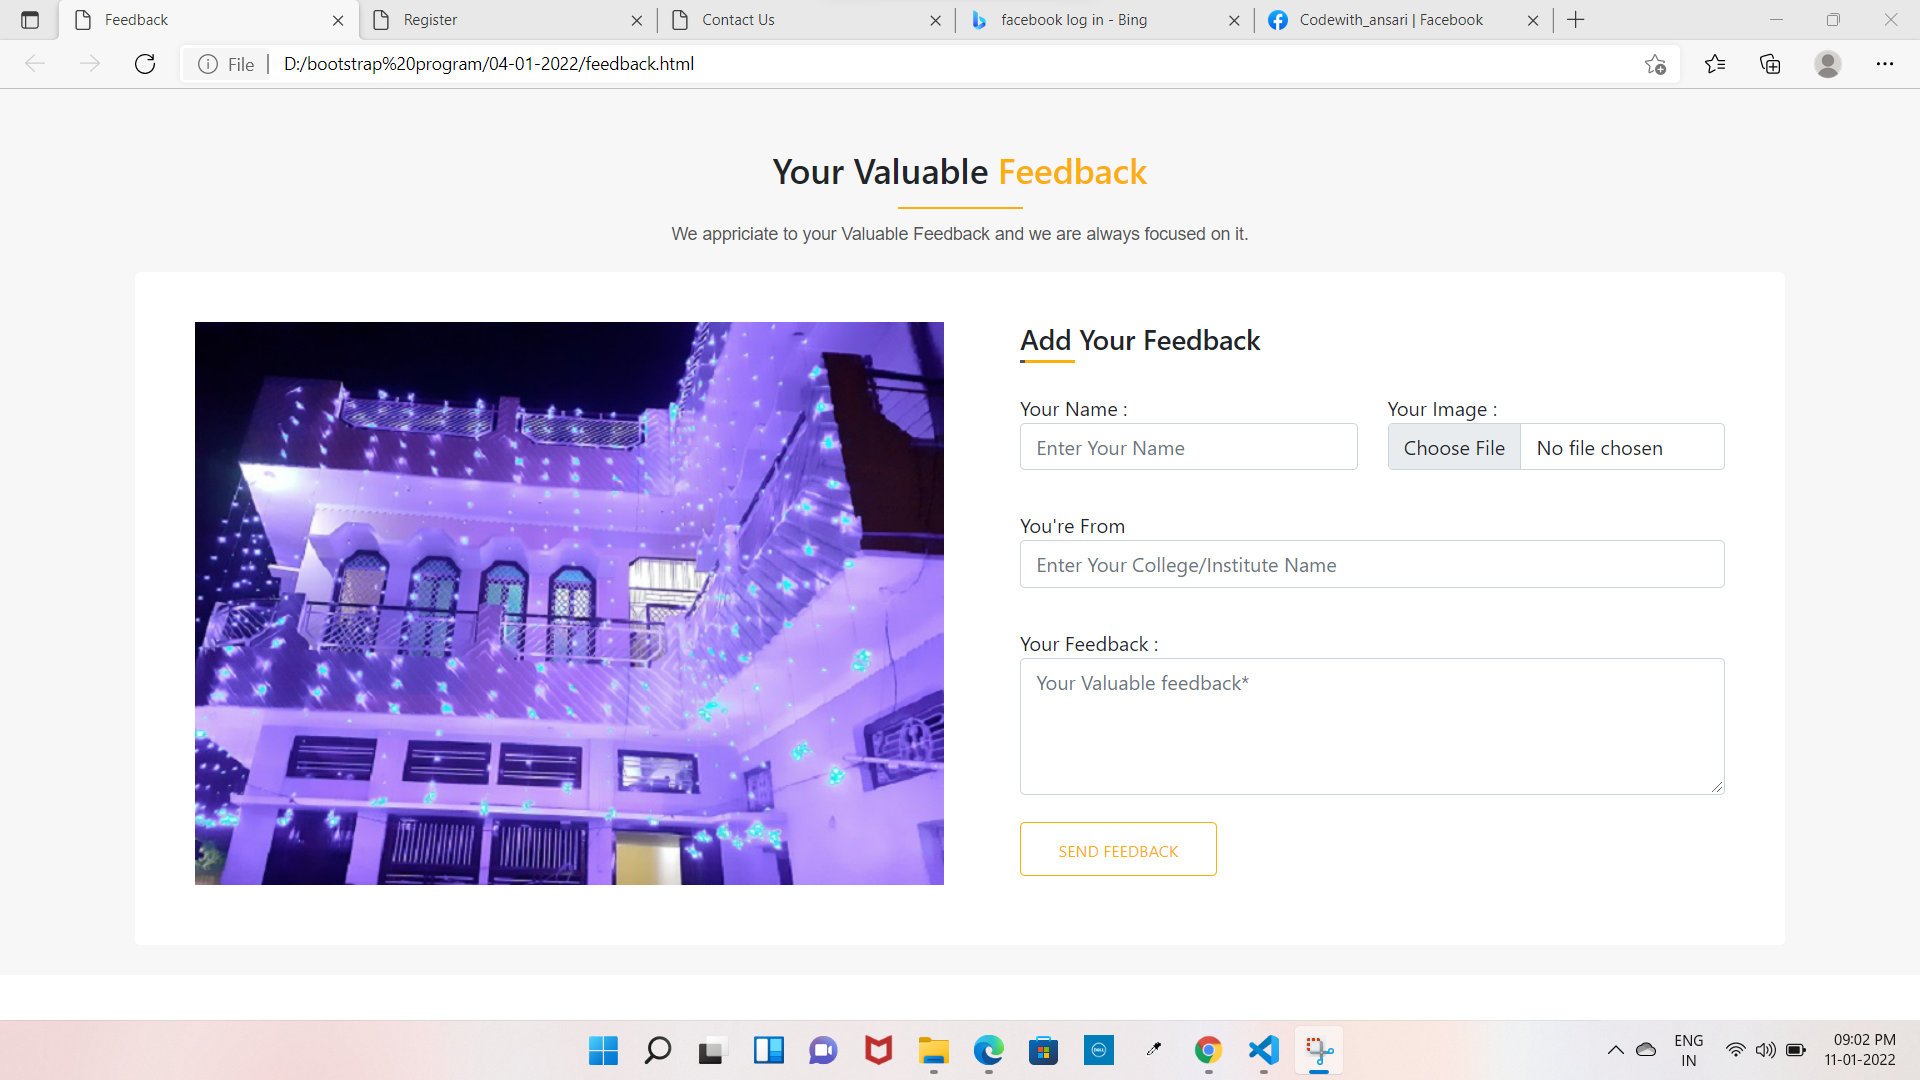 Feedback
Register
Contact Us
facebook log in - Bing
Codewith_ansari | Facebook
File
D:/bootstrap%20program/04-01-2022/feedback.html
Your Valuable Feedback
We appriciate to your Valuable Feedback and we are always focused on it.
Add Your Feedback
Your Name :
Your Image :
Enter Your Name
Choose File
No file chosen
You're From
Enter Your College/Institute Name
Your Feedback :
Your Valuable feedback*
SEND FEEDBACK
ENG
IN
09:02 PM
11-01-2022